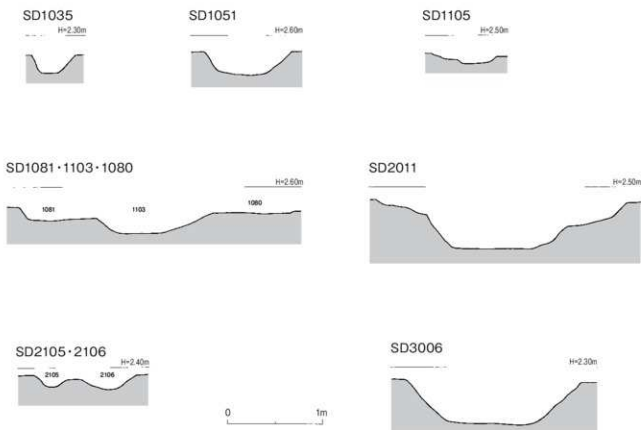 SD1035
H=2.30m
SD1051
H=2.60m
SD1105
H=2.50m
SD1081・1103・1080
H=2.60m
1081
1103
1080
SD2011
H=2.50m
SD2105・2106
H=2.40m
2105
2106
SD3006
H=2.30m
0
1m